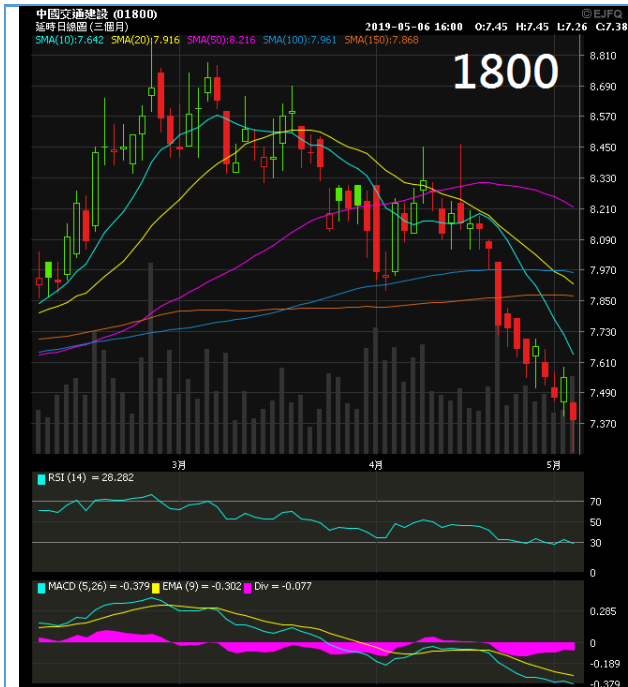 中國交通建設 (01800)
©EJFQ
延時日線圖 (三個月)
2019-05-06 16:00 O:7.45 H:7.45 L:7.26 C:7.38
SMA(10):7.642 SMA(20):7.916 SMA(50):8.216 SMA(100):7.961 SMA(150):7.868
1800
8.810
8.690
8.570
8.450
8.330
8.210
8.090
7.970
7.850
7.730
7.610
7.490
7.370
3月 4月 5月
RSI (14) = 28.282
70
50
30
0
MACD (5,26) = -0.379 EMA (9) = -0.302 Div = -0.077
0.285
0
-0.189
-0.379